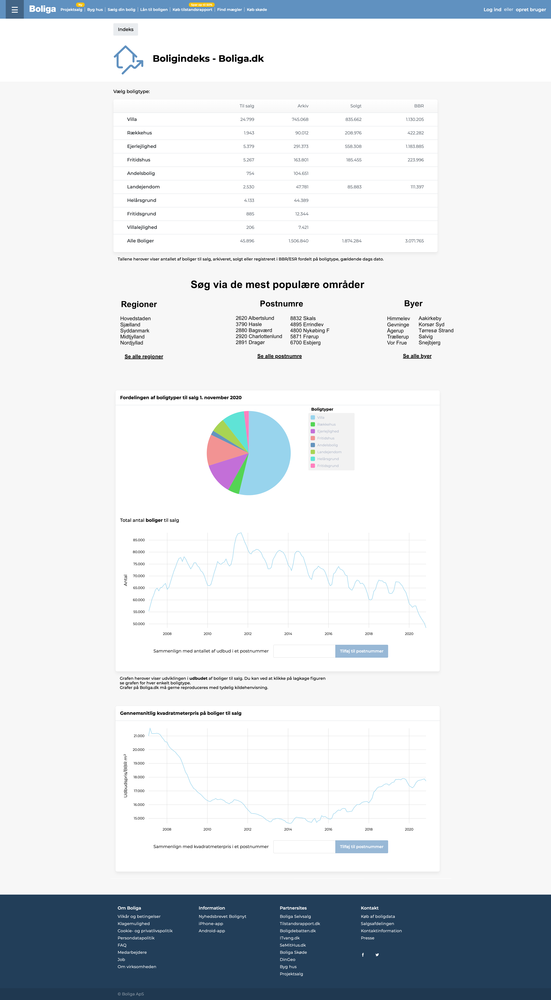 Boliga
Ny
Spar op til 50%
Projektsalg Byg hus Sælg din bolig Lån til boligen Køb tilstandsrapport Find mægler Køb skøde
Log ind eller opret bruger
Indeks
Boligindeks - Boliga.dk
Vælg boligtype:
Til salg Arkiv Solgt BBR
Villa 24.799 745.068 835.662 1.130.205
Rækkehus 1.943 90.012 208.976 422.282
Ejerlejlighed 5.379 291.373 558.308 1.183.885
Fritidshus 5.267 163.801 185.455 223.996
Andelsbolig 754 104.651
Landejendom 2.530 47.781 85.883 111.397
Helårsgrund 4.133 44.389
Fritidsgrund 885 12.344
Villalejlighed 206 7.421
Alle Boliger 45.896 1.506.840 1.874.284 3.071.765
Tallene herover viser antallet af boliger til salg, arkiveret, solgt eller registreret i BBR/ESR fordelt på boligtype, gældende dags dato.
Søg via de mest populære områder
Regioner
Hovedstaden
Sjælland
Syddanmark
Midtjylland
Nordjyllad
Se alle regioner
Postnumre
2620 Albertslund 8832 Skals
3790 Hasle 4895 Errindlev
2880 Bagsværd 4800 Nykøbing F
2920 Charlottenlund 5871 Frørup
2891 Dragør 6700 Esbjerg
Se alle postnumre
Byer
Himmelev Aakirkeby
Gevninge Korsør Syd
Ågerup Tørresø Strand
Trællerup Salvig
Vor Frue Snejbjerg
Se alle byer
Fordelingen af boligtyper til salg 1. november 2020
Boligtyper
Villa
Rækkehus
Ejerlejlighed
Fritidshus
Andelsbolig
Landejendom
Helårsgrund
Fritidsgrund
Total antal boliger til salg
Antal
85.000
80.000
75.000
70.000
65.000
60.000
55.000
50.000
2008 2010 2012 2014 2016 2018 2020
Sammenlign med antallet af udbud i et postnummer
Tilføj til postnummer
Grafen herover viser udviklingen i udbudet af boliger til salg. Du kan ved at klikke på lagkage figuren
se grafen for hver enkelt boligtype.
Grafer på Boliga.dk må gerne reproduceres med tydelig kildehenvisning.
Gennemsnitlig kvadratmeterpris på boliger til salg
Udbudspris/BBR m²
21.000
20.000
19.000
18.000
17.000
16.000
15.000
2008 2010 2012 2014 2016 2018 2020
Sammenlign med kvadratmeterpris i et postnummer
Tilføj til postnummer
Om Boliga
Vilkår og betingelser
Klagemulighed
Cookie- og privatlivspolitik
Persondatapolitik
FAQ
Medarbejdere
Job
Om virksomheden
Information
Nyhedsbrevet Bolignyt
iPhone-app
Android-app
Partnersites
Boliga Selvsalg
Tilstandsrapport.dk
Boligdebatten.dk
ITvang.dk
SeMitHus.dk
Boliga Skøde
DinGeo
Byg hus
Projektsalg
Kontakt
Køb af boligdata
Salgsafdelingen
Kontaktinformation
Presse
© Boliga ApS